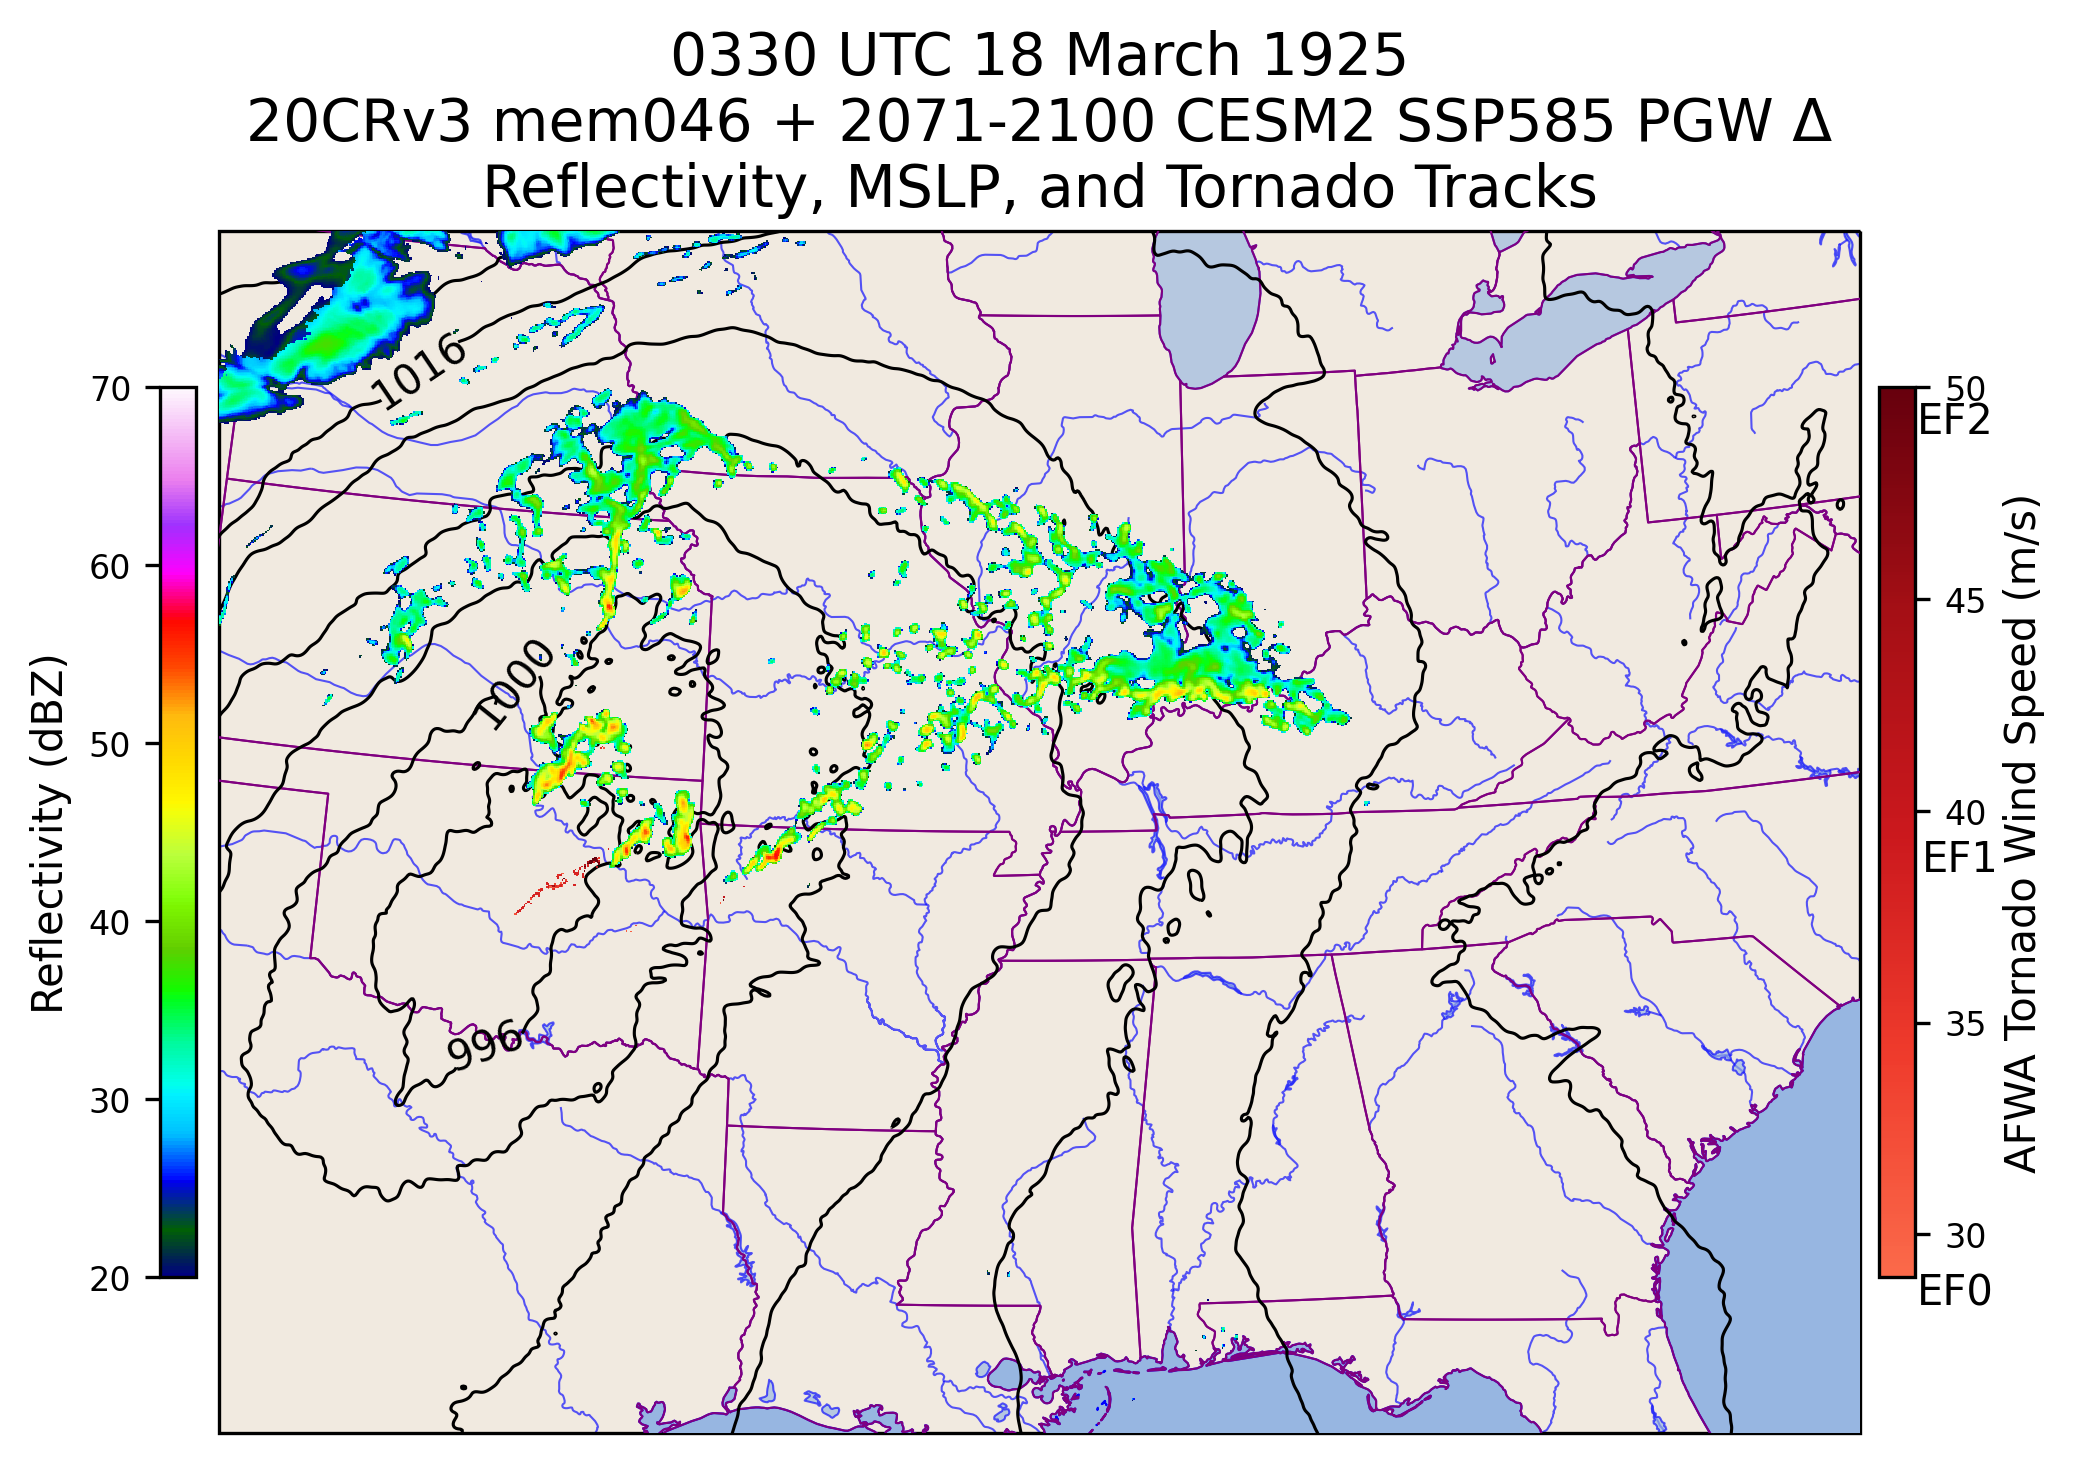 0330 UTC 18 March 1925
20CRv3 mem046 + 2071-2100 CESM2 SSP585 PGW Δ
Reflectivity, MSLP, and Tornado Tracks
1016
1000
996
70
60
50
40
30
20
Reflectivity (dBZ)
50
EF2
45
40
EF1
35
30
EF0
AFWA Tornado Wind Speed (m/s)